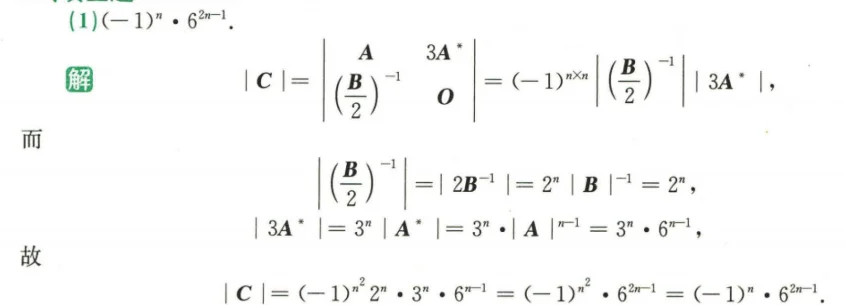 (1)(-1)ⁿ · 6²ⁿ⁻¹.
解 | C | = | A 3A* ; (B/2)⁻¹ O | = (-1)ⁿˣⁿ |(B/2)⁻¹| | 3A* |,
而
|(B/2)⁻¹| = | 2B⁻¹ | = 2ⁿ | B |⁻¹ = 2ⁿ,
| 3A* | = 3ⁿ | A* | = 3ⁿ · | A |ⁿ⁻¹ = 3ⁿ · 6ⁿ⁻¹,
故
| C | = (-1)^{n²} 2ⁿ · 3ⁿ · 6ⁿ⁻¹ = (-1)^{n²} · 6²ⁿ⁻¹ = (-1)ⁿ · 6²ⁿ⁻¹.